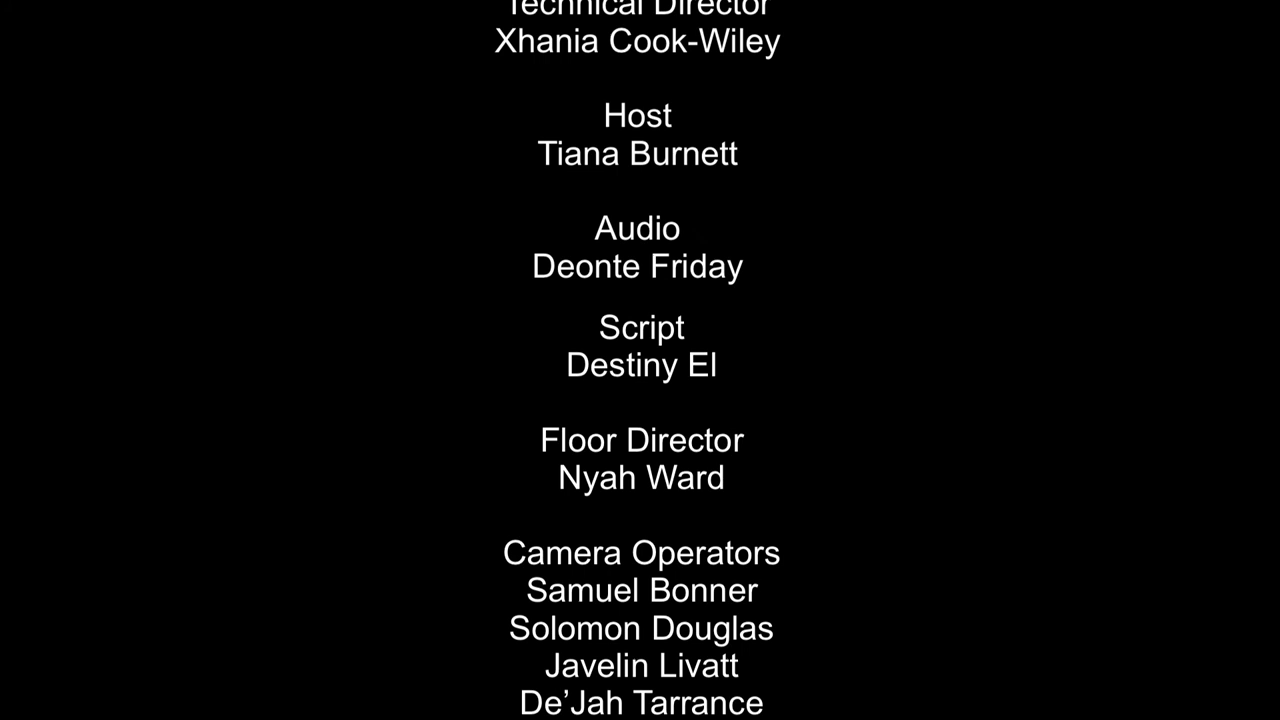 Technical Director
Xhania Cook-Wiley
Host
Tiana Burnett
Audio
Deonte Friday
Script
Destiny El
Floor Director
Nyah Ward
Camera Operators
Samuel Bonner
Solomon Douglas
Javelin Livatt
De’Jah Tarrance